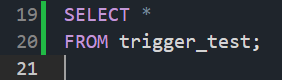 19 SELECT *
20 FROM trigger_test;
21